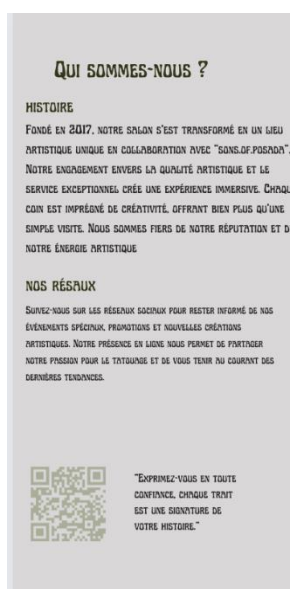 Qui sommes-nous ?
HISTOIRE
Fondé en 2017, notre salon s'est transformé en un lieu
artistique unique en collaboration avec "sons.of.posada".
Notre engagement envers la qualité artistique et le
service exceptionnel crée une expérience immersive. Chaqu
coin est imprégné de créativité, offrant bien plus qu'une
simple visite. Nous sommes fiers de notre réputation et d
notre énergie artistique
NOS RÉSAUX
Suivez-nous sur les réseaux sociaux pour rester informé de nos
événements spéciaux, promotions et nouvelles créations
artistiques. Notre présence en ligne nous permet de partager
notre passion pour le tatouage et de vous tenir au courant des
dernières tendances.
"Exprimez-vous en toute
confiance, chaque trait
est une signature de
votre histoire."